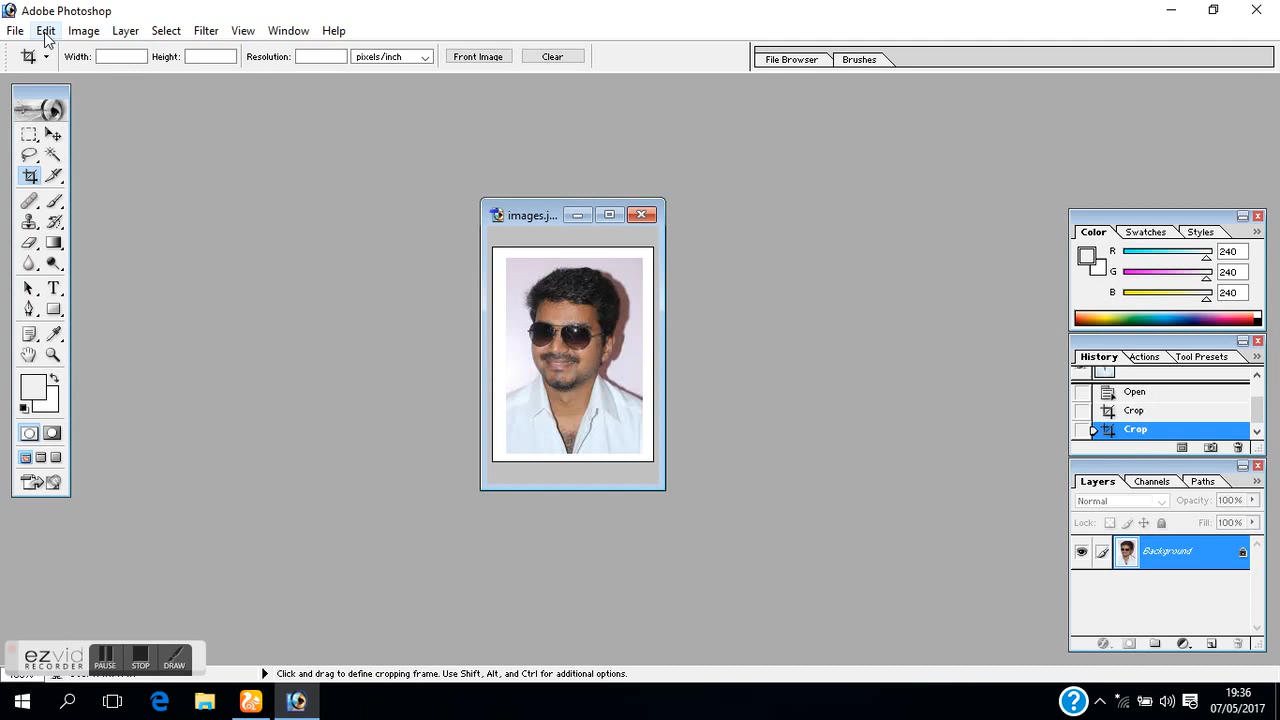 Adobe Photoshop
File Edit Image Layer Select Filter View Window Help
Width: Height: Resolution: pixels/inch Front Image Clear File Browser Brushes
images.j...
Color Swatches Styles
R 240
G 240
B 240
History Actions Tool Presets
Open
Crop
Crop
Layers Channels Paths
Normal Opacity: 100%
Lock: Fill: 100%
Background
ezvid
RECORDER
PAUSE STOP DRAW
Click and drag to define cropping frame. Use Shift, Alt, and Ctrl for additional options.
19:36
07/05/2017